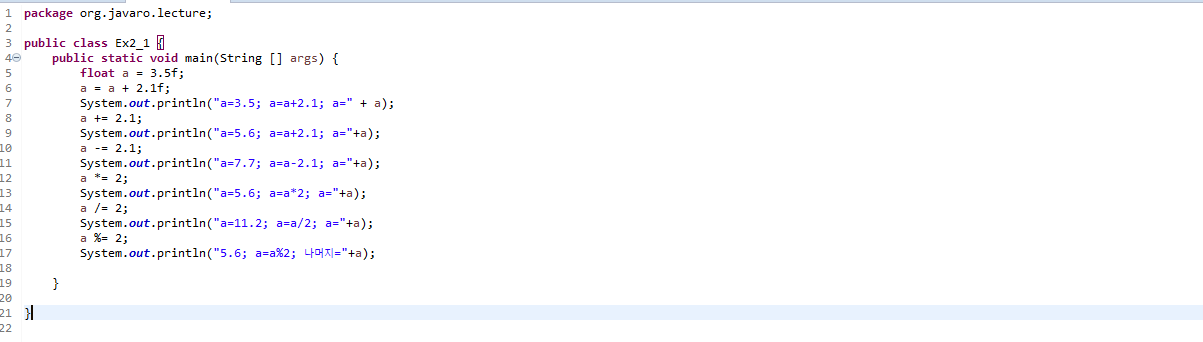 1 package org.javaro.lecture;
2
3 public class Ex2_1 {
4 public static void main(String [] args) {
5 float a = 3.5f;
6 a = a + 2.1f;
7 System.out.println("a=3.5; a=a+2.1; a=" + a);
8 a += 2.1;
9 System.out.println("a=5.6; a=a+2.1; a="+a);
10 a -= 2.1;
11 System.out.println("a=7.7; a=a-2.1; a="+a);
12 a *= 2;
13 System.out.println("a=5.6; a=a*2; a="+a);
14 a /= 2;
15 System.out.println("a=11.2; a=a/2; a="+a);
16 a %= 2;
17 System.out.println("5.6; a=a%2; 나머지="+a);
18
19 }
20
21 }
22